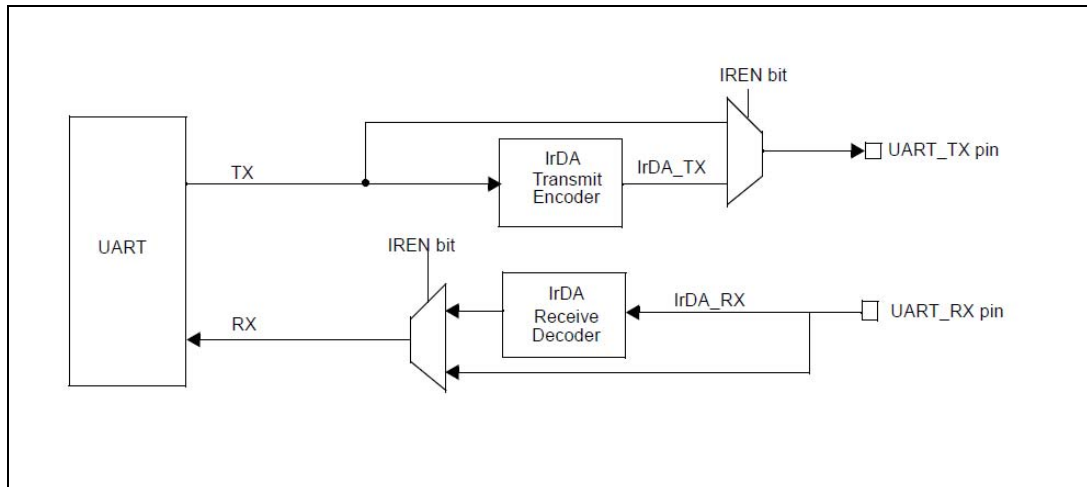 IREN bit
UART
TX
IrDA
Transmit
Encoder
IrDA_TX
UART_TX pin
IREN bit
RX
IrDA
Receive
Decoder
IrDA_RX
UART_RX pin